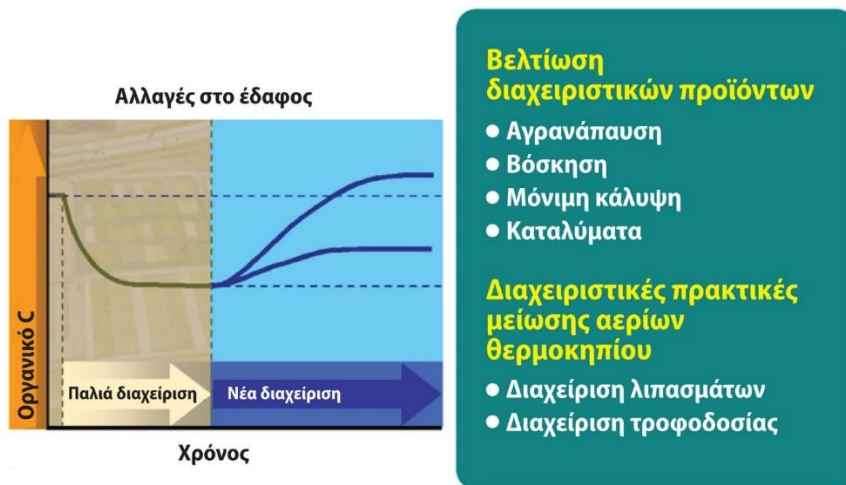 Αλλαγές στο έδαφος
Οργανικό C
Παλιά διαχείριση
Νέα διαχείριση
Χρόνος
Βελτίωση
διαχειριστικών προϊόντων
● Αγρανάπαυση
● Βόσκηση
● Μόνιμη κάλυψη
● Καταλύματα
Διαχειριστικές πρακτικές
μείωσης αερίων
θερμοκηπίου
● Διαχείριση λιπασμάτων
● Διαχείριση τροφοδοσίας